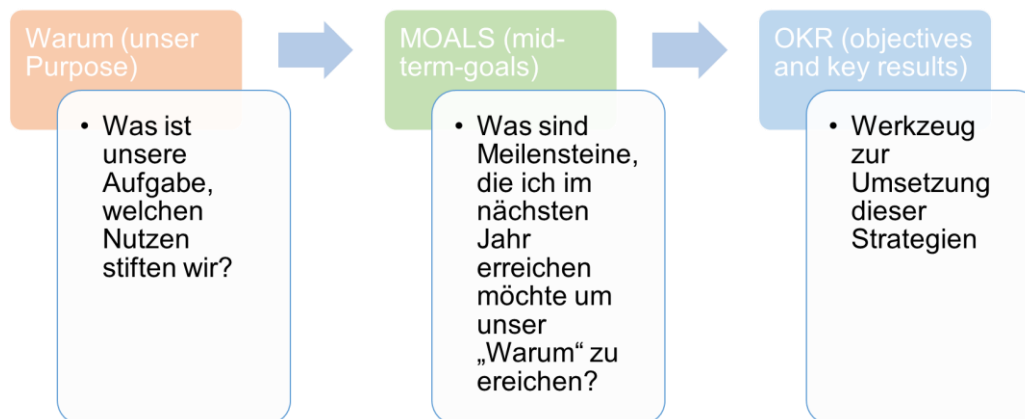 Warum (unser
Purpose)
• Was ist
unsere
Aufgabe,
welchen
Nutzen
stiften wir?
MOALS (mid-
term-goals)
• Was sind
Meilensteine,
die ich im
nächsten
Jahr
erreichen
möchte um
unser
„Warum“ zu
ereichen?
OKR (objectives
and key results)
• Werkzeug
zur
Umsetzung
dieser
Strategien